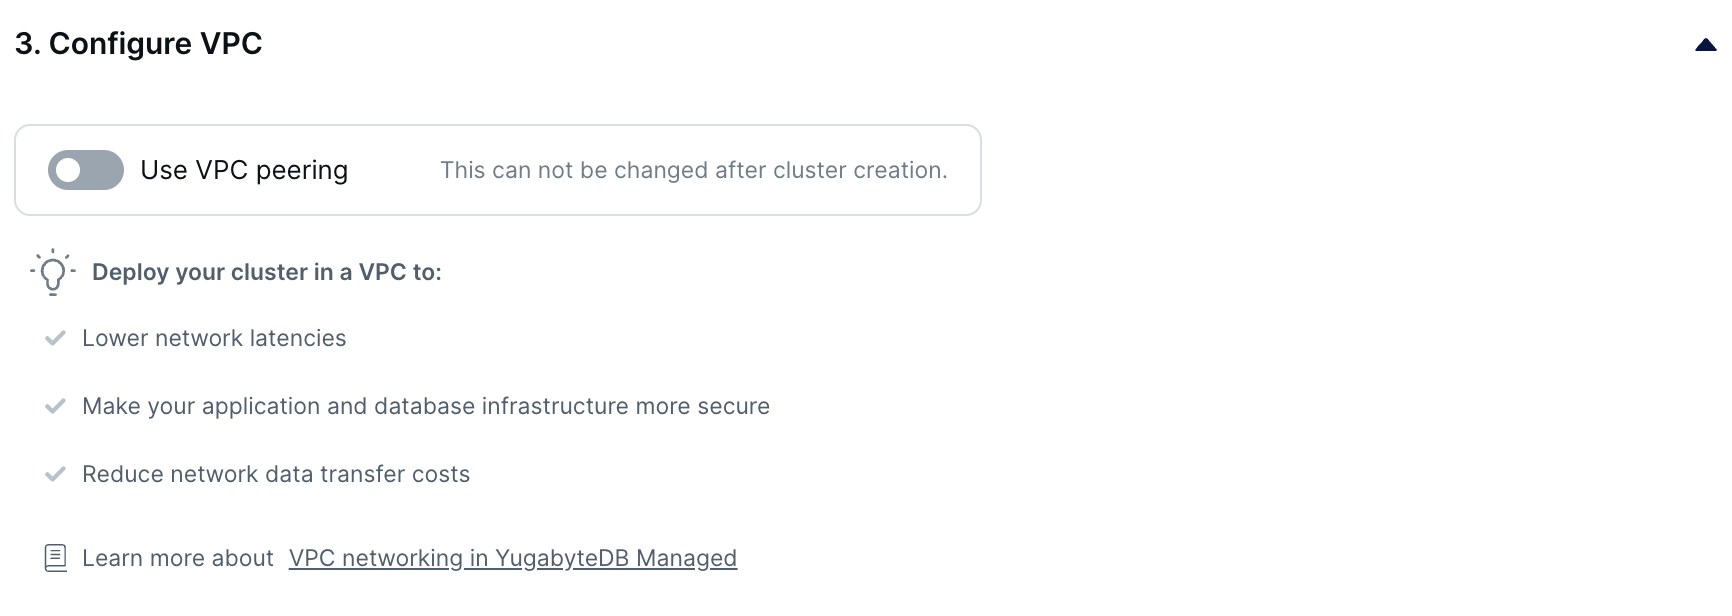 3. Configure VPC
Use VPC peering
This can not be changed after cluster creation.
Deploy your cluster in a VPC to:
Lower network latencies
Make your application and database infrastructure more secure
Reduce network data transfer costs
Learn more about VPC networking in YugabyteDB Managed